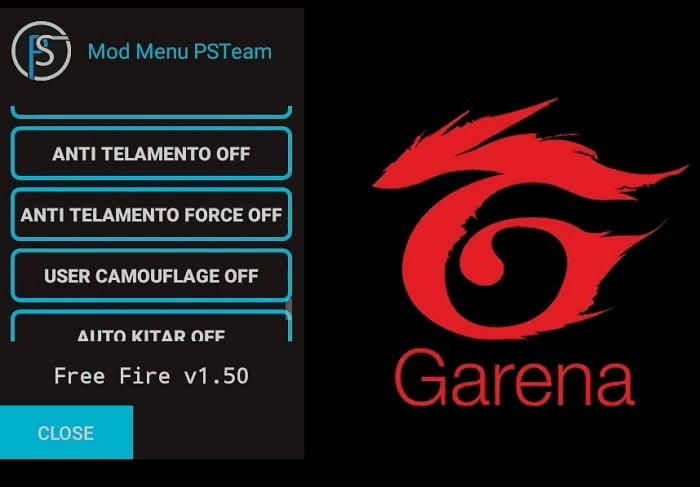 PS
Mod Menu PSTeam
ANTI TELAMENTO OFF
ANTI TELAMENTO FORCE OFF
USER CAMOUFLAGE OFF
AUTO KITAR OFF
Free Fire v1.50
CLOSE
Garena